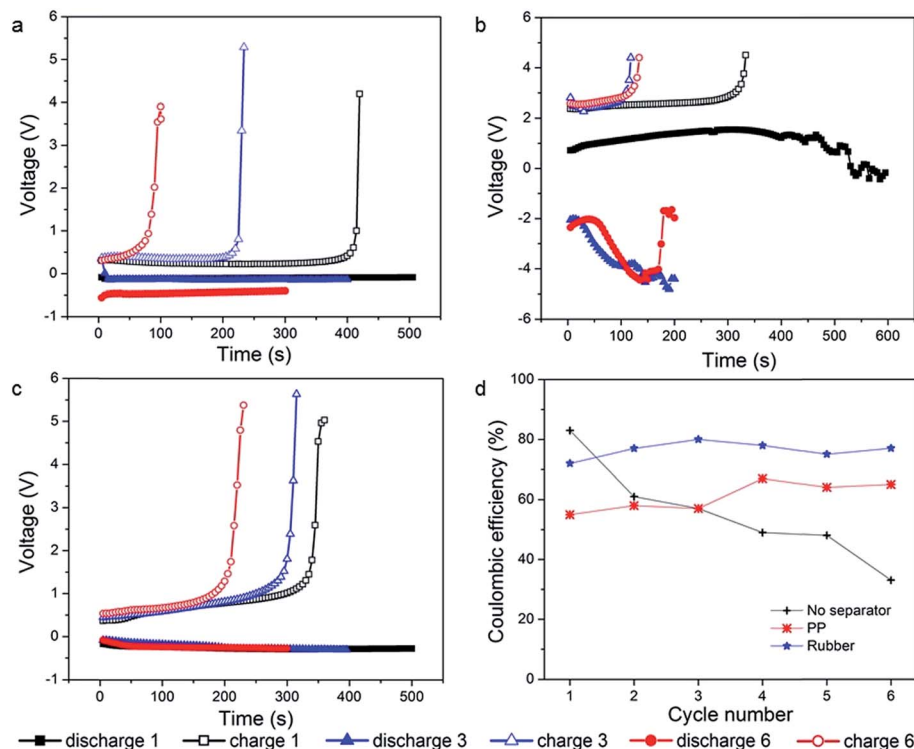 a
6
5
4
3
2
1
0
-1
Voltage (V)
0 100 200 300 400 500
Time (s)
b
6
4
2
0
-2
-4
-6
Voltage (V)
0 100 200 300 400 500 600
Time (s)
c
6
5
4
3
2
1
0
-1
Voltage (V)
0 100 200 300 400 500
Time (s)
d
100
80
60
40
20
0
Coulombic efficiency (%)
No separator
PP
Rubber
1 2 3 4 5 6
Cycle number
discharge 1 charge 1 discharge 3 charge 3 discharge 6 charge 6